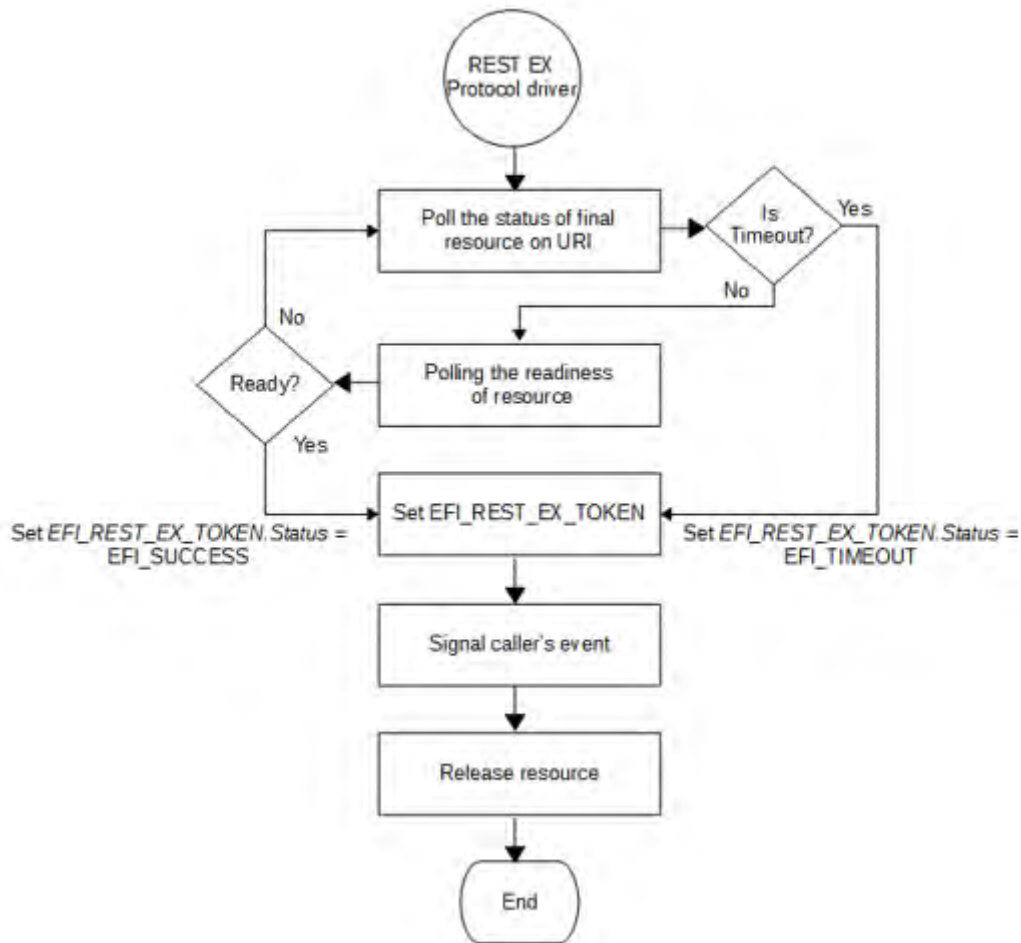 REST EX
Protocol driver
Poll the status of final
resource on URI
Is
Timeout?
Yes
No
No
Polling the readiness
of resource
Ready?
Yes
Set EFI_REST_EX_TOKEN
Set EFI_REST_EX_TOKEN.Status =
EFI_SUCCESS
Set EFI_REST_EX_TOKEN.Status =
EFI_TIMEOUT
Signal caller's event
Release resource
End